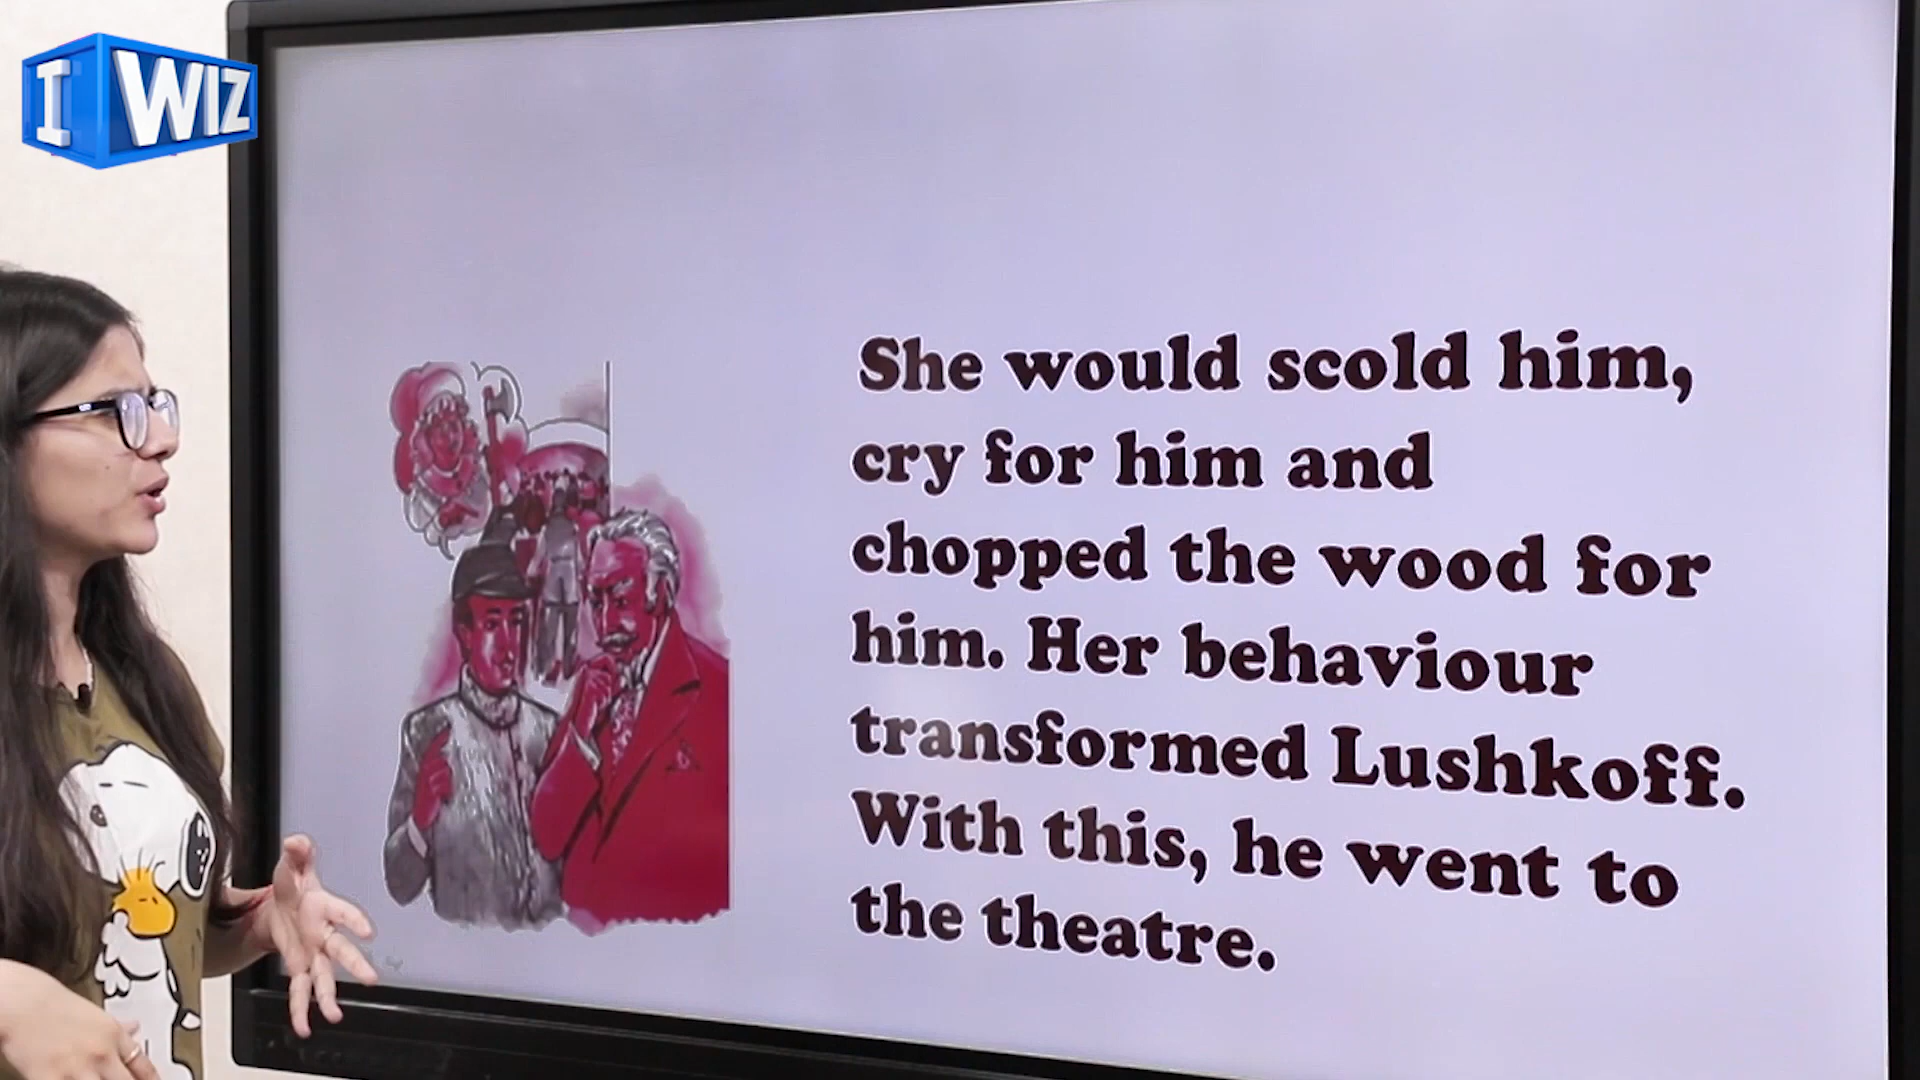 I WIZ
She would scold him,
cry for him and
chopped the wood for
him. Her behaviour
transformed Lushkoff.
With this, he went to
the theatre.